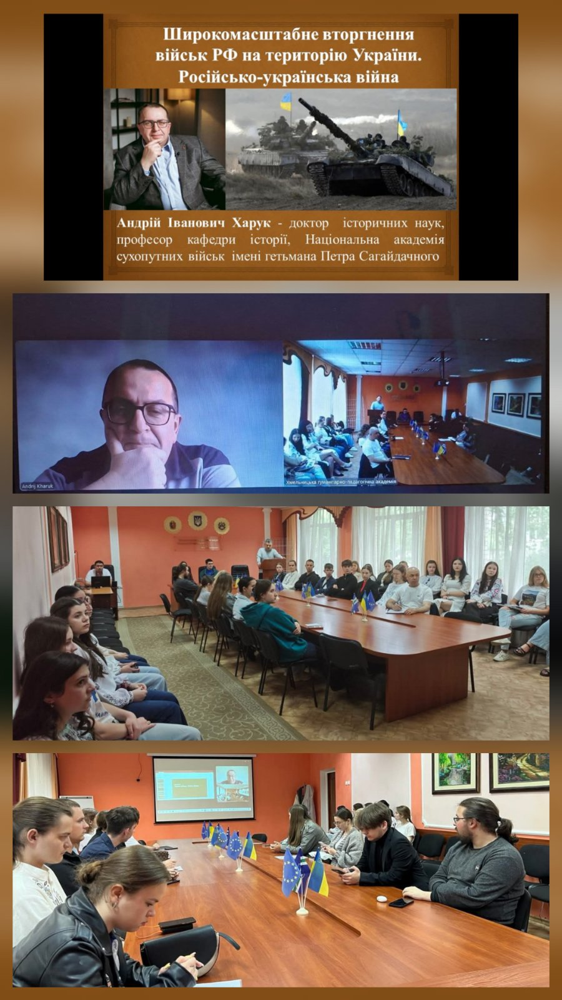 Широкомасштабне вторгнення
військ РФ на територію України.
Російсько-українська війна
Андрій Іванович Харук - доктор історичних наук,
професор кафедри історії, Національна академія
сухопутних військ імені гетьмана Петра Сагайдачного
Andrij Kharuk
Хмельницька гуманітарно-педагогічна академія